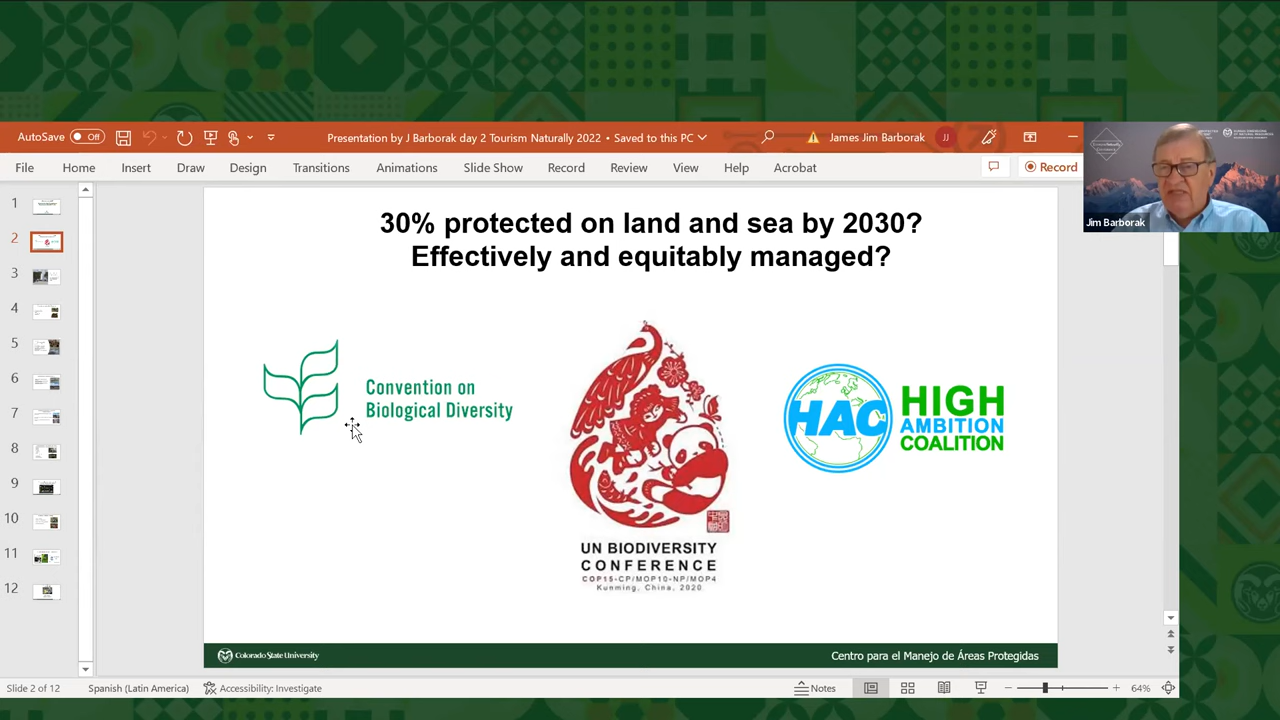 AutoSave Off
Presentation by J Barborak day 2 Tourism Naturally 2022 • Saved to this PC
James Jim Barborak JJ
File Home Insert Draw Design Transitions Animations Slide Show Record Review View Help Acrobat
Record
Jim Barborak
1
2
3
4
5
6
7
8
9
10
11
12
30% protected on land and sea by 2030?
Effectively and equitably managed?
Convention on
Biological Diversity
HAC
HIGH
AMBITION
COALITION
UN BIODIVERSITY
CONFERENCE
COP15-CP/MOP10-NP/MOP4
Kunming, China, 2020
Colorado State University
Centro para el Manejo de Áreas Protegidas
Slide 2 of 12 Spanish (Latin America) Accessibility: Investigate Notes 64%